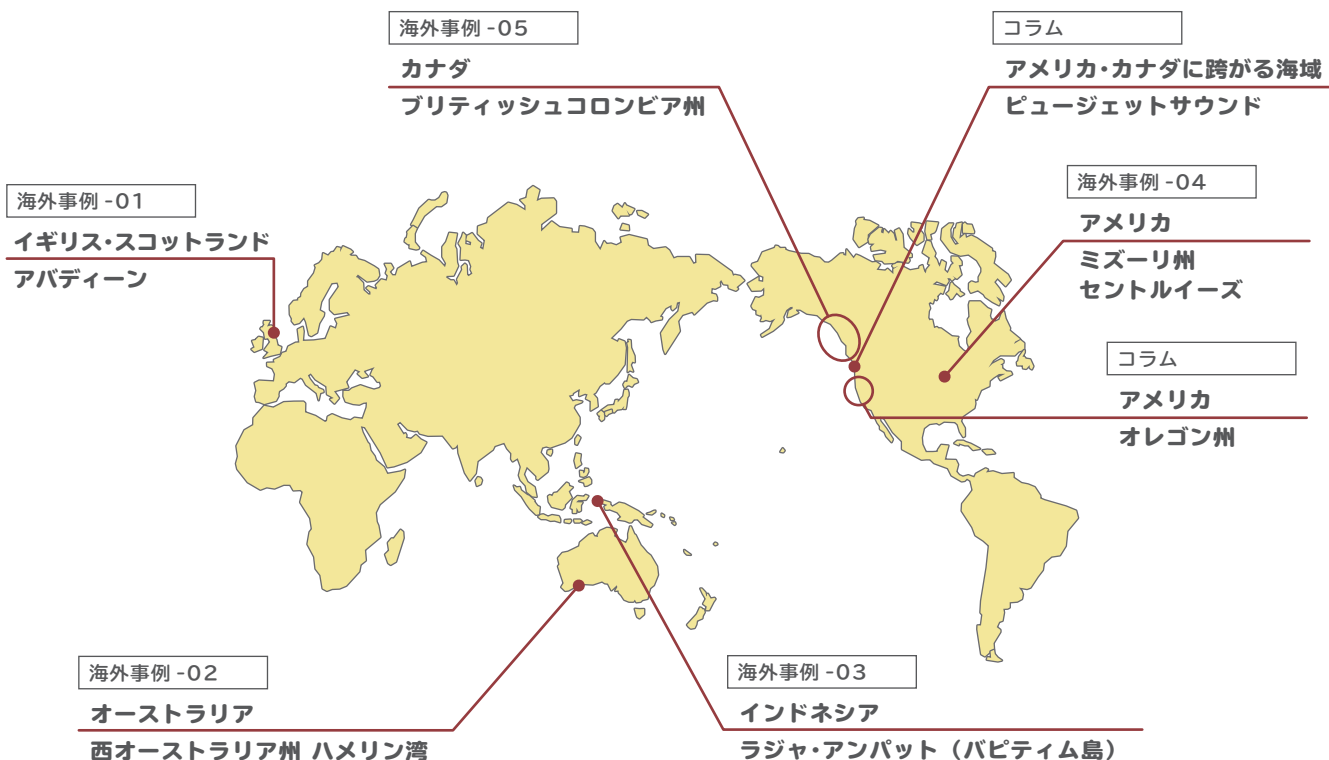 海外事例 -05
カナダ
ブリティッシュコロンビア州
コラム
アメリカ・カナダに跨がる海域
ピュージェットサウンド
海外事例 -01
イギリス・スコットランド
アバディーン
海外事例 -04
アメリカ
ミズーリ州
セントルイーズ
コラム
アメリカ
オレゴン州
海外事例 -02
オーストラリア
西オーストラリア州 ハメリン湾
海外事例 -03
インドネシア
ラジャ・アンパット（バピティム島）